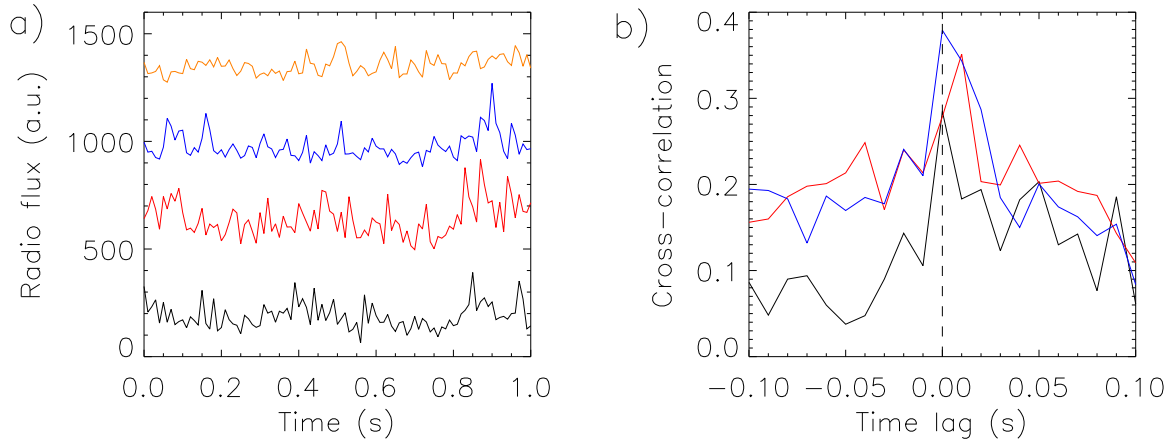 a)
Radio flux (a.u.)
1500
1000
500
0
0.0 0.2 0.4 0.6 0.8 1.0
Time (s)
b)
Cross-correlation
0.4
0.3
0.2
0.1
0.0
-0.10 -0.05 0.00 0.05 0.10
Time lag (s)